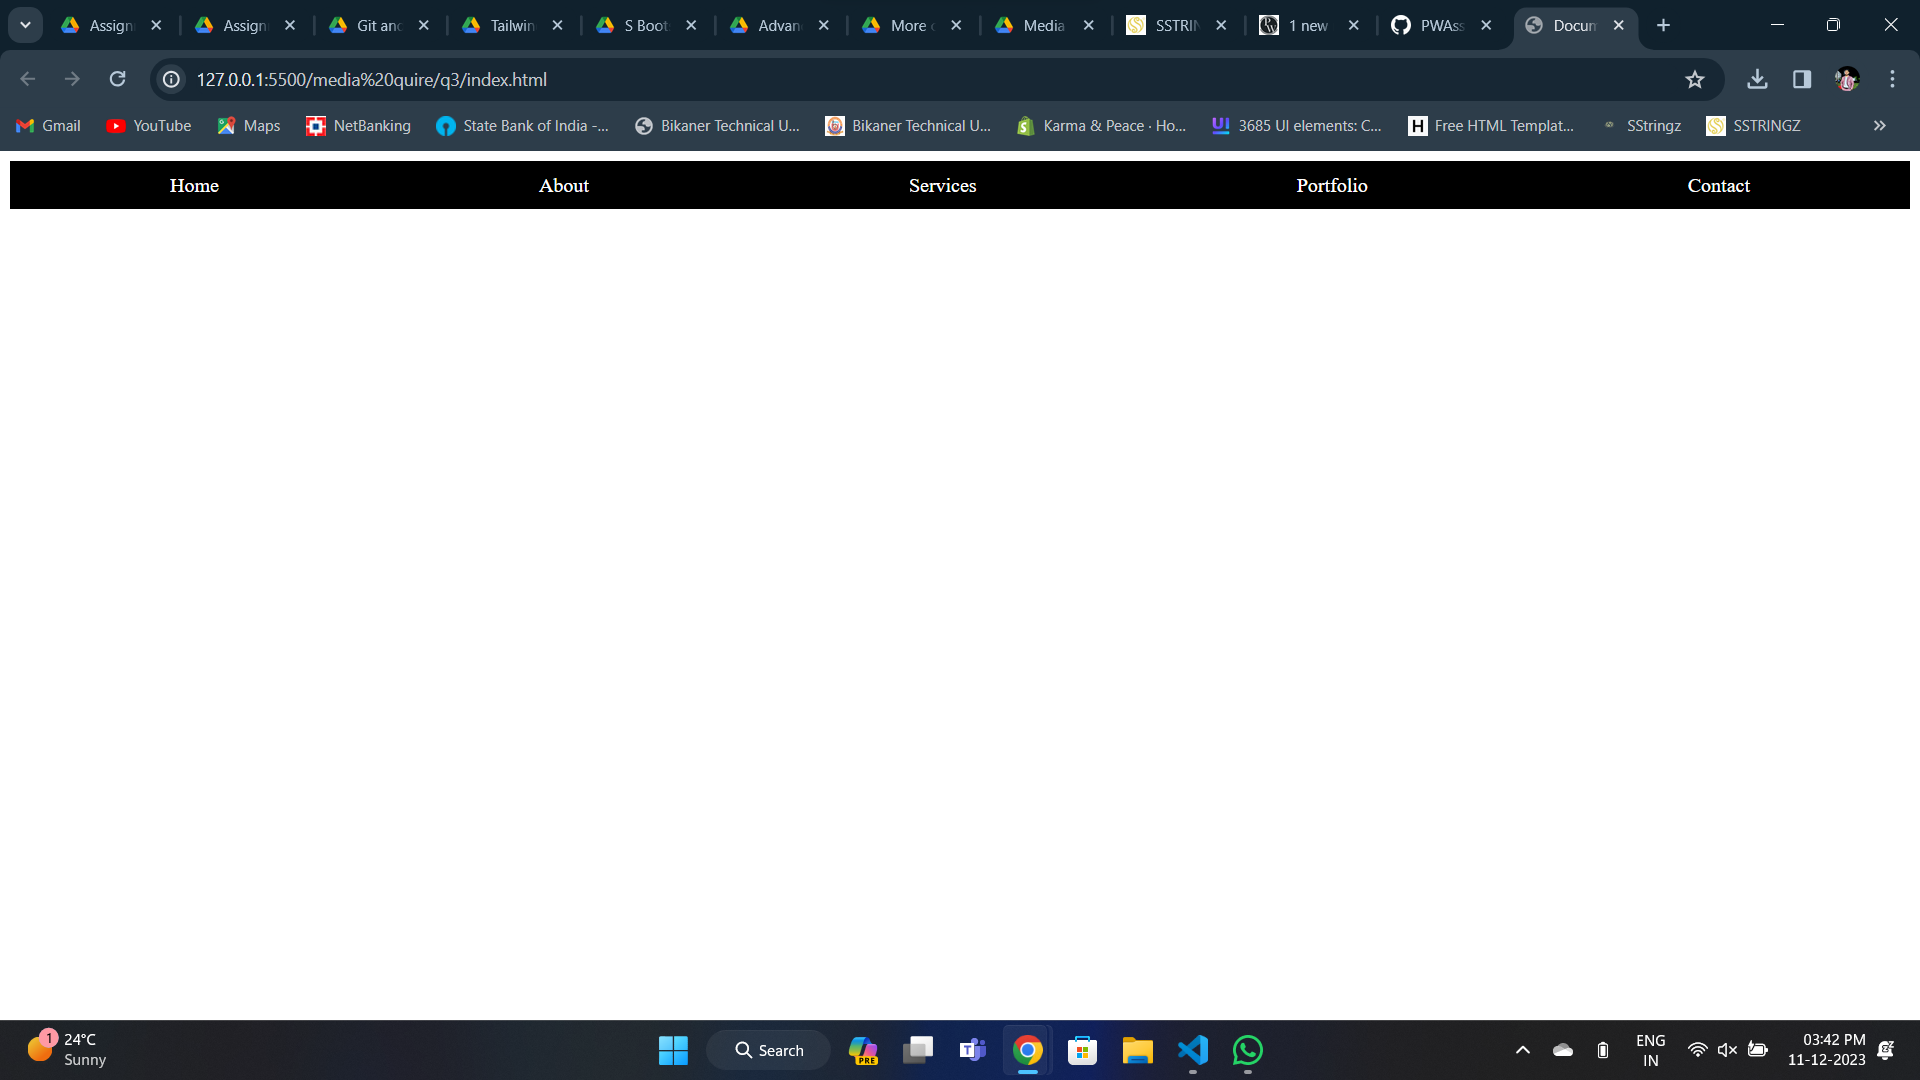 Assign Assign Git and Tailwin S Boot Advan More Media SSTRIN 1 new PWAss Docum
127.0.0.1:5500/media%20quire/q3/index.html
Gmail YouTube Maps NetBanking State Bank of India -... Bikaner Technical U... Bikaner Technical U... Karma & Peace · Ho... 3685 UI elements: C... Free HTML Templat... SStringz SSTRINGZ
Home About Services Portfolio Contact
1 24°C Search PRE ENG 03:42 PM
Sunny IN 11-12-2023